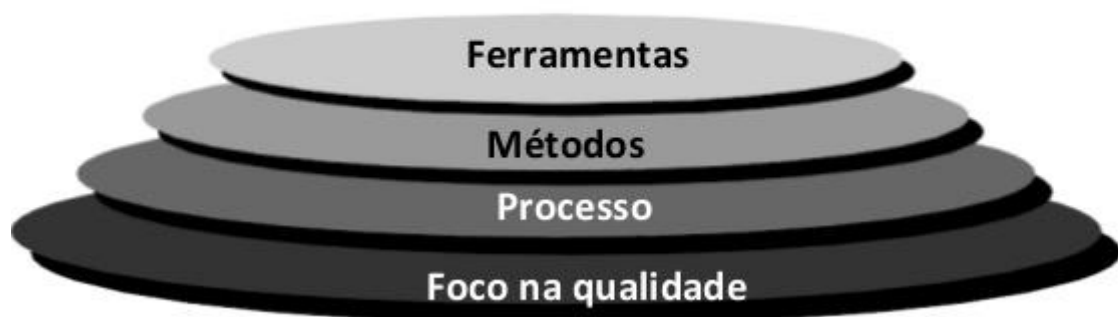 Ferramentas
Métodos
Processo
Foco na qualidade